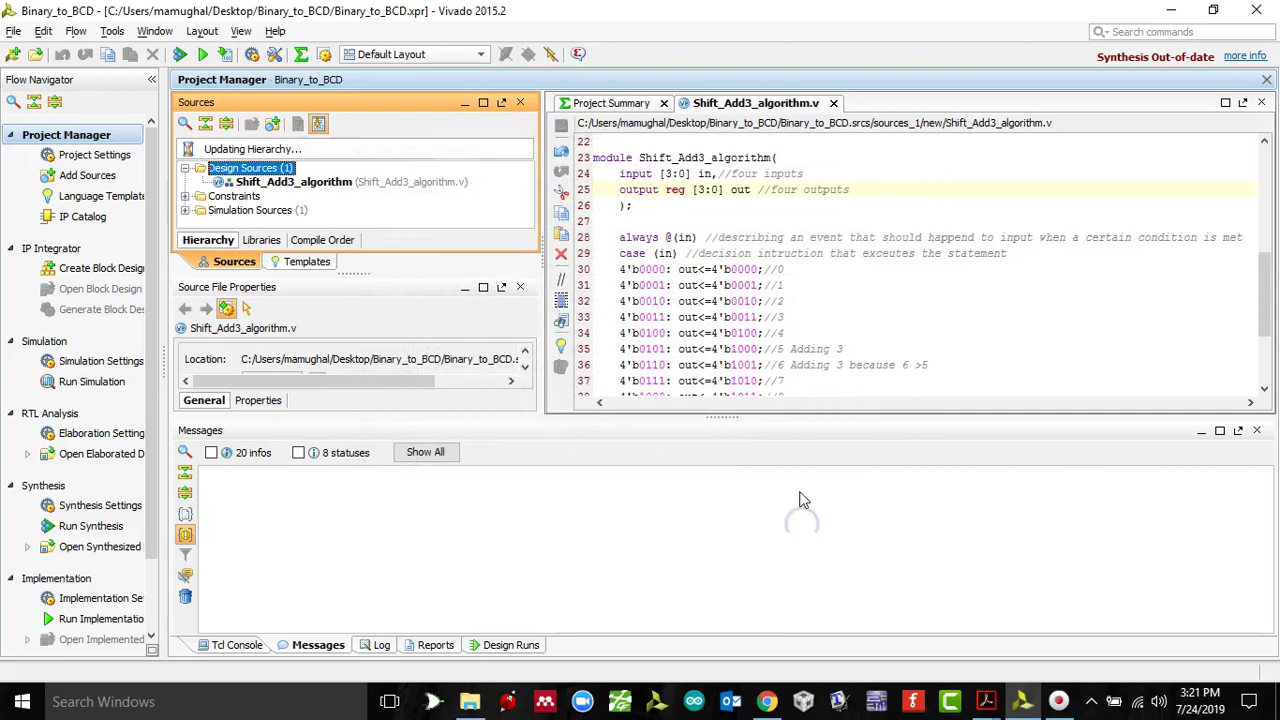 Binary_to_BCD - [C:/Users/mamughal/Desktop/Binary_to_BCD/Binary_to_BCD.xpr] - Vivado 2015.2
File Edit Flow Tools Window Layout View Help
Search commands
Default Layout
Synthesis Out-of-date more info
Flow Navigator
Project Manager
Project Settings
Add Sources
Language Templates
IP Catalog
IP Integrator
Create Block Design
Open Block Design
Generate Block Des
Simulation
Simulation Settings
Run Simulation
RTL Analysis
Elaboration Setting
Open Elaborated D
Synthesis
Synthesis Settings
Run Synthesis
Open Synthesized
Implementation
Implementation Se
Run Implementatio
Open Implemented
Project Manager - Binary_to_BCD
Sources
Updating Hierarchy...
Design Sources (1)
Shift_Add3_algorithm (Shift_Add3_algorithm.v)
Constraints
Simulation Sources (1)
Hierarchy Libraries Compile Order
Sources Templates
Source File Properties
Shift_Add3_algorithm.v
Location: C:/Users/mamughal/Desktop/Binary_to_BCD/Binary_to_BCD.s
General Properties
Project Summary Shift_Add3_algorithm.v
C:/Users/mamughal/Desktop/Binary_to_BCD/Binary_to_BCD.srcs/sources_1/new/Shift_Add3_algorithm.v
22
23 module Shift_Add3_algorithm(
24 input [3:0] in,//four inputs
25 output reg [3:0] out //four outputs
26 );
27
28 always @(in) //describing an event that should happend to input when a certain condition is met
29 case (in) //decision intruction that exceutes the statement
30 4'b0000: out<=4'b0000;//0
31 4'b0001: out<=4'b0001;//1
32 4'b0010: out<=4'b0010;//2
33 4'b0011: out<=4'b0011;//3
34 4'b0100: out<=4'b0100;//4
35 4'b0101: out<=4'b1000;//5 Adding 3
36 4'b0110: out<=4'b1001;//6 Adding 3 because 6 >5
37 4'b0111: out<=4'b1010;//7
Messages
20 infos 8 statuses Show All
Tcl Console Messages Log Reports Design Runs
Search Windows
3:21 PM
7/24/2019